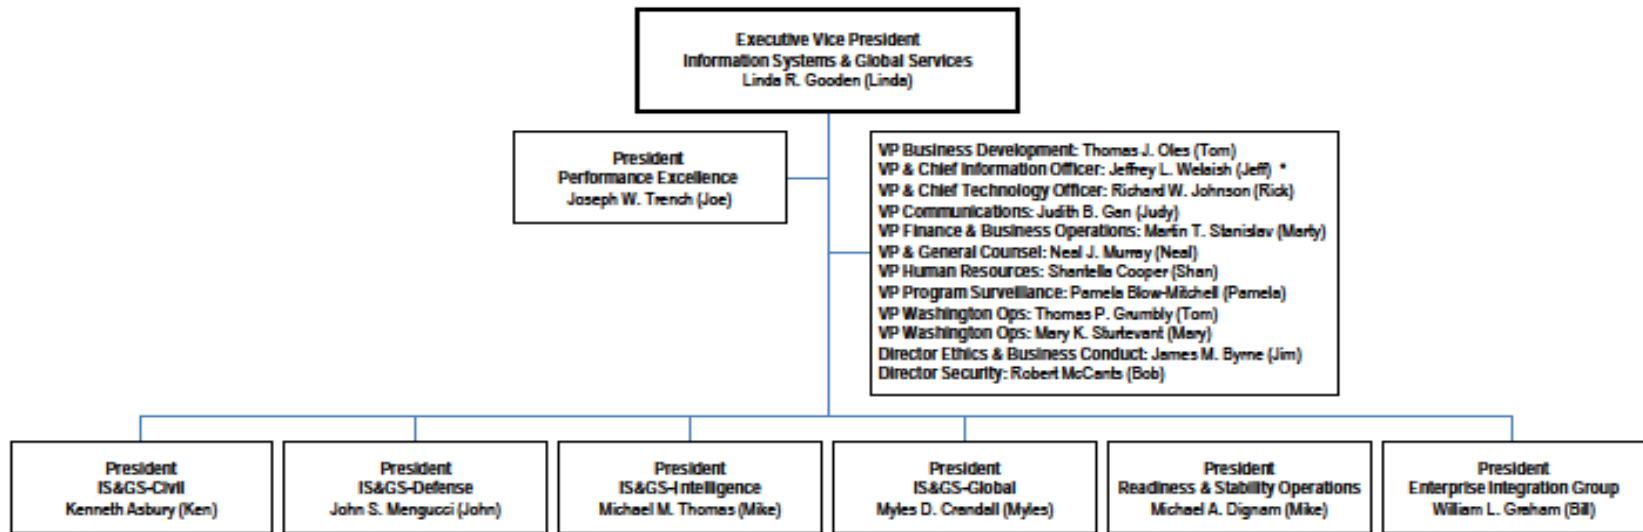 Executive Vice President
Information Systems & Global Services
Linda R. Gooden (Linda)
President
Performance Excellence
Joseph W. Trench (Joe)
VP Business Development: Thomas J. Oles (Tom)
VP & Chief Information Officer: Jeffrey L. Welaish (Jeff) *
VP & Chief Technology Officer: Richard W. Johnson (Rick)
VP Communications: Judith B. Gan (Judy)
VP Finance & Business Operations: Martin T. Stanislav (Marty)
VP & General Counsel: Neal J. Murray (Neal)
VP Human Resources: Shantella Cooper (Shan)
VP Program Surveillance: Pamela Blow-Mitchell (Pamela)
VP Washington Ops: Thomas P. Grumbly (Tom)
VP Washington Ops: Mary K. Sturtevant (Mary)
Director Ethics & Business Conduct: James M. Byrne (Jim)
Director Security: Robert McCants (Bob)
President
IS&GS-Civil
Kenneth Asbury (Ken)
President
IS&GS-Defense
John S. Mengucci (John)
President
IS&GS-Intelligence
Michael M. Thomas (Mike)
President
IS&GS-Global
Myles D. Crandall (Myles)
President
Readiness & Stability Operations
Michael A. Dignam (Mike)
President
Enterprise Integration Group
William L. Graham (Bill)